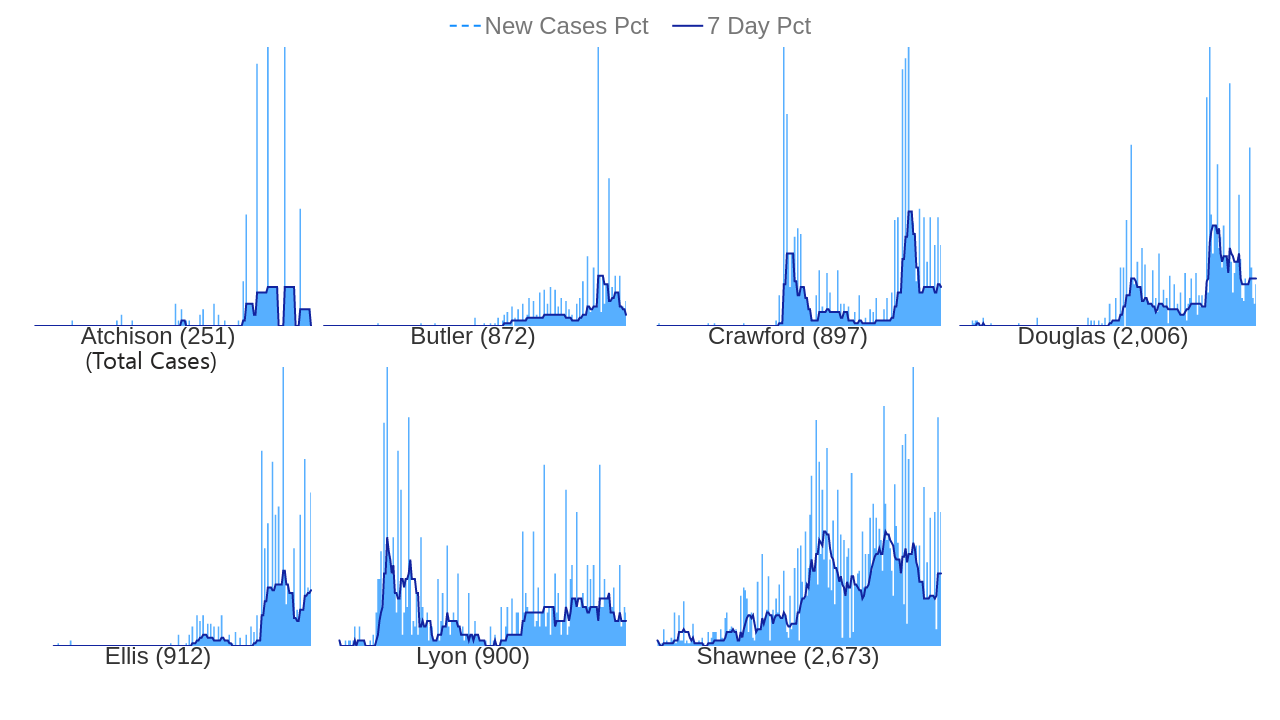 New Cases Pct 7 Day Pct
Atchison (251) Butler (872) Crawford (897) Douglas (2,006)
(Total Cases)
Ellis (912) Lyon (900) Shawnee (2,673)